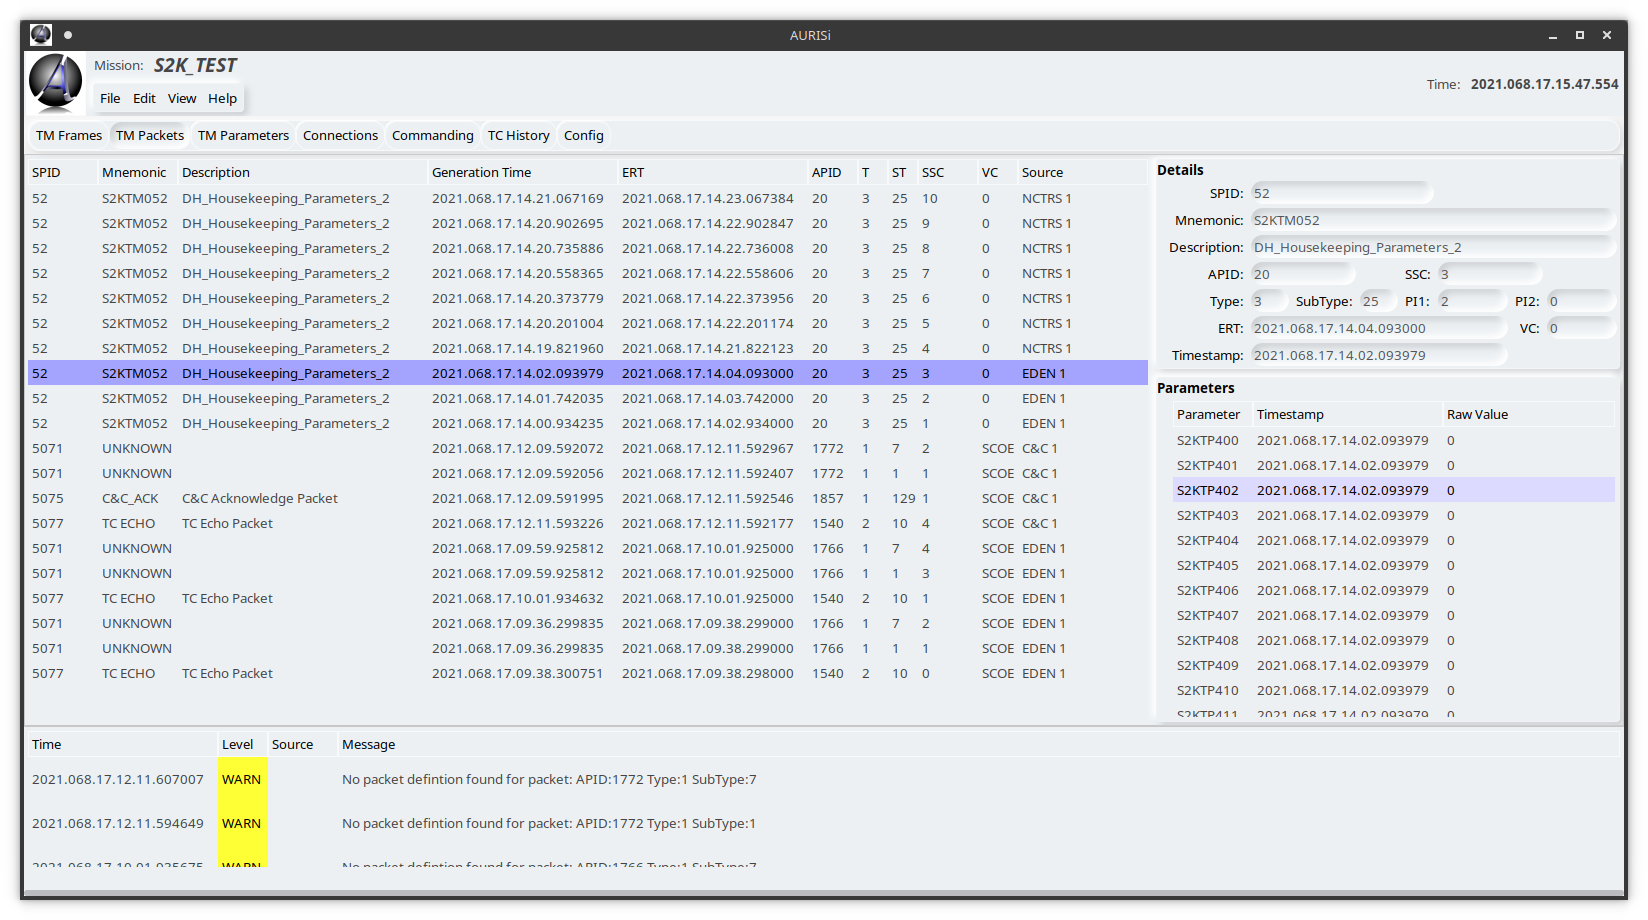 AURISi
Mission: S2K_TEST
Time: 2021.068.17.15.47.554
File Edit View Help
TM Frames TM Packets TM Parameters Connections Commanding TC History Config
SPID Mnemonic Description Generation Time ERT APID T ST SSC VC Source
52 S2KTM052 DH_Housekeeping_Parameters_2 2021.068.17.14.21.067169 2021.068.17.14.23.067384 20 3 25 10 0 NCTRS 1
52 S2KTM052 DH_Housekeeping_Parameters_2 2021.068.17.14.20.902695 2021.068.17.14.22.902847 20 3 25 9 0 NCTRS 1
52 S2KTM052 DH_Housekeeping_Parameters_2 2021.068.17.14.20.735886 2021.068.17.14.22.736008 20 3 25 8 0 NCTRS 1
52 S2KTM052 DH_Housekeeping_Parameters_2 2021.068.17.14.20.558365 2021.068.17.14.22.558606 20 3 25 7 0 NCTRS 1
52 S2KTM052 DH_Housekeeping_Parameters_2 2021.068.17.14.20.373779 2021.068.17.14.22.373956 20 3 25 6 0 NCTRS 1
52 S2KTM052 DH_Housekeeping_Parameters_2 2021.068.17.14.20.201004 2021.068.17.14.22.201174 20 3 25 5 0 NCTRS 1
52 S2KTM052 DH_Housekeeping_Parameters_2 2021.068.17.14.19.821960 2021.068.17.14.21.822123 20 3 25 4 0 NCTRS 1
52 S2KTM052 DH_Housekeeping_Parameters_2 2021.068.17.14.02.093979 2021.068.17.14.04.093000 20 3 25 3 0 EDEN 1
52 S2KTM052 DH_Housekeeping_Parameters_2 2021.068.17.14.01.742035 2021.068.17.14.03.742000 20 3 25 2 0 EDEN 1
52 S2KTM052 DH_Housekeeping_Parameters_2 2021.068.17.14.00.934235 2021.068.17.14.02.934000 20 3 25 1 0 EDEN 1
5071 UNKNOWN 2021.068.17.12.09.592072 2021.068.17.12.11.592967 1772 1 7 2 SCOE C&C 1
5071 UNKNOWN 2021.068.17.12.09.592056 2021.068.17.12.11.592407 1772 1 1 1 SCOE C&C 1
5075 C&C_ACK C&C Acknowledge Packet 2021.068.17.12.09.591995 2021.068.17.12.11.592546 1857 1 129 1 SCOE C&C 1
5077 TC ECHO TC Echo Packet 2021.068.17.12.11.593226 2021.068.17.12.11.592177 1540 2 10 4 SCOE C&C 1
5071 UNKNOWN 2021.068.17.09.59.925812 2021.068.17.10.01.925000 1766 1 7 4 SCOE EDEN 1
5071 UNKNOWN 2021.068.17.09.59.925812 2021.068.17.10.01.925000 1766 1 1 3 SCOE EDEN 1
5077 TC ECHO TC Echo Packet 2021.068.17.10.01.934632 2021.068.17.10.01.925000 1540 2 10 1 SCOE EDEN 1
5071 UNKNOWN 2021.068.17.09.36.299835 2021.068.17.09.38.299000 1766 1 7 2 SCOE EDEN 1
5071 UNKNOWN 2021.068.17.09.36.299835 2021.068.17.09.38.299000 1766 1 1 1 SCOE EDEN 1
5077 TC ECHO TC Echo Packet 2021.068.17.09.38.300751 2021.068.17.09.38.298000 1540 2 10 0 SCOE EDEN 1
Details
SPID: 52
Mnemonic: S2KTM052
Description: DH_Housekeeping_Parameters_2
APID: 20 SSC: 3
Type: 3 SubType: 25 PI1: 2 PI2: 0
ERT: 2021.068.17.14.04.093000 VC: 0
Timestamp: 2021.068.17.14.02.093979
Parameters
Parameter Timestamp Raw Value
S2KTP400 2021.068.17.14.02.093979 0
S2KTP401 2021.068.17.14.02.093979 0
S2KTP402 2021.068.17.14.02.093979 0
S2KTP403 2021.068.17.14.02.093979 0
S2KTP404 2021.068.17.14.02.093979 0
S2KTP405 2021.068.17.14.02.093979 0
S2KTP406 2021.068.17.14.02.093979 0
S2KTP407 2021.068.17.14.02.093979 0
S2KTP408 2021.068.17.14.02.093979 0
S2KTP409 2021.068.17.14.02.093979 0
S2KTP410 2021.068.17.14.02.093979 0
S2KTP411 2021.068.17.14.02.093979 0
Time Level Source Message
2021.068.17.12.11.607007 WARN No packet defintion found for packet: APID:1772 Type:1 SubType:7
2021.068.17.12.11.594649 WARN No packet defintion found for packet: APID:1772 Type:1 SubType:1
2021.068.17.10.01.935675 WARN No packet defintion found for packet: APID:1766 Type:1 SubType:7